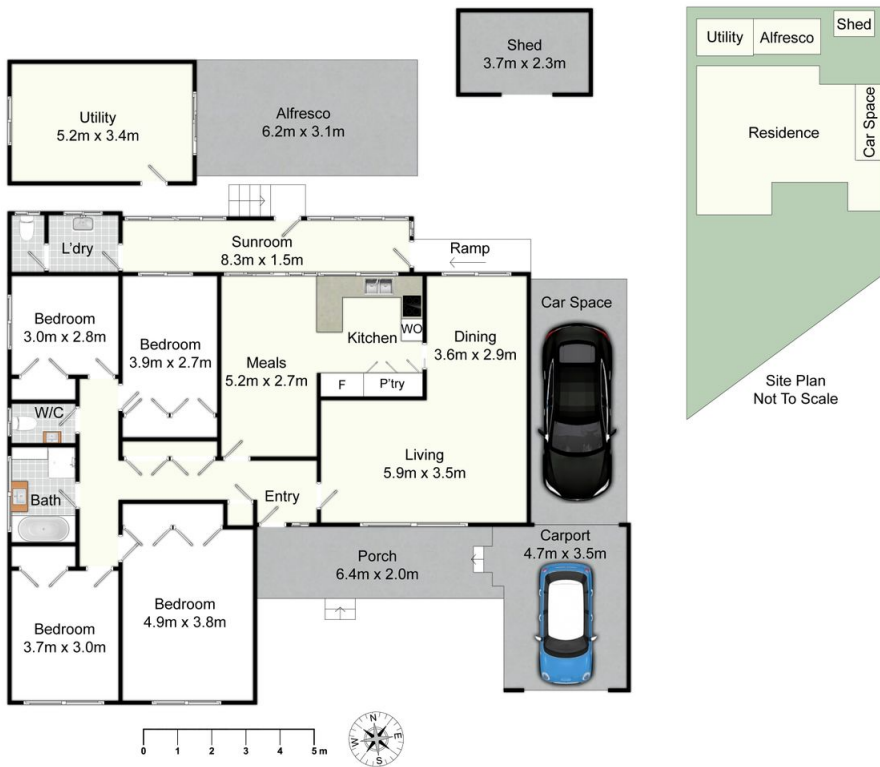 Shed
3.7m x 2.3m
Utility
5.2m x 3.4m
Alfresco
6.2m x 3.1m
L'dry
Sunroom
8.3m x 1.5m
Ramp
Bedroom
3.0m x 2.8m
Bedroom
3.9m x 2.7m
Meals
5.2m x 2.7m
Kitchen
WO
F
P'try
Dining
3.6m x 2.9m
Car Space
W/C
Bath
Entry
Living
5.9m x 3.5m
Porch
6.4m x 2.0m
Carport
4.7m x 3.5m
Bedroom
3.7m x 3.0m
Bedroom
4.9m x 3.8m
0 1 2 3 4 5 m
N
E
S
W
Utility
Alfresco
Shed
Residence
Car Space
Site Plan
Not To Scale